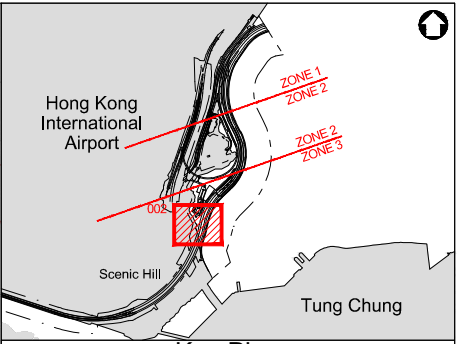 ZONE 1
ZONE 2
Hong Kong
International
Airport
ZONE 2
ZONE 3
002
Scenic Hill
Tung Chung